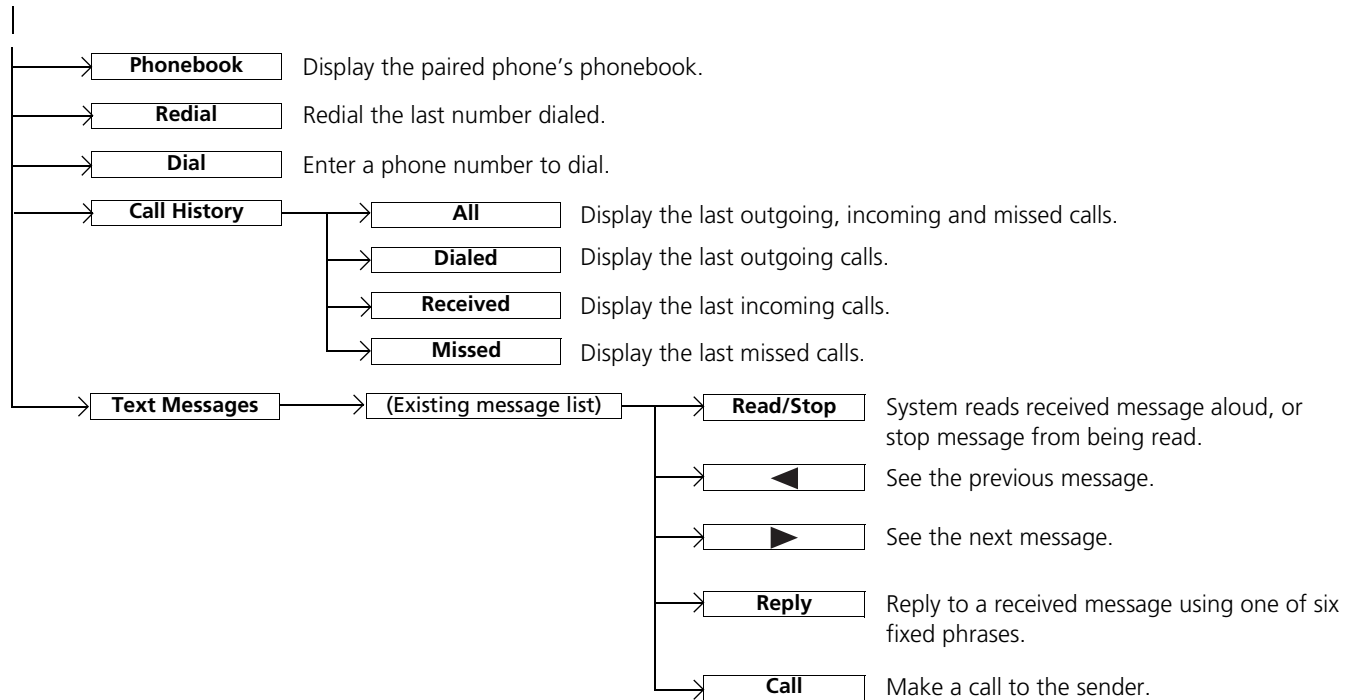 Phonebook Display the paired phone's phonebook.
Redial Redial the last number dialed.
Dial Enter a phone number to dial.
Call History All Display the last outgoing, incoming and missed calls.
Dialed Display the last outgoing calls.
Received Display the last incoming calls.
Missed Display the last missed calls.
Text Messages (Existing message list) Read/Stop System reads received message aloud, or
stop message from being read.
◀ See the previous message.
▶ See the next message.
Reply Reply to a received message using one of six
fixed phrases.
Call Make a call to the sender.